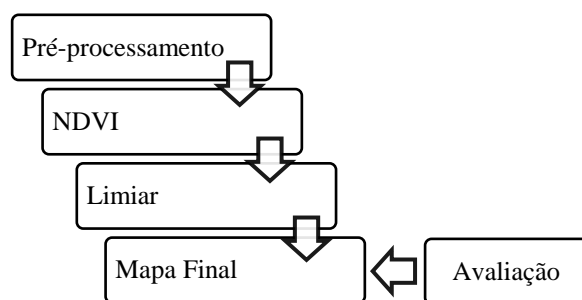 Pré-processamento
NDVI
Limiar
Mapa Final
Avaliação